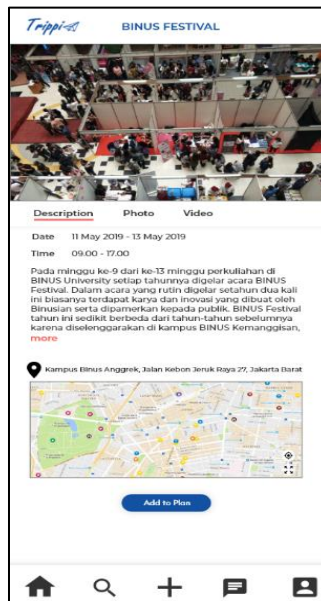 Trippi
BINUS FESTIVAL
Description Photo Video
Date 11 May 2019 - 13 May 2019
Time 09.00 - 17.00
Pada minggu ke-9 dari ke-13 minggu perkuliahan di
BINUS University setiap tahunnya digelar acara BINUS
Festival. Dalam acara yang rutin digelar setahun dua kali
ini biasanya terdapat karya dan inovasi yang dibuat oleh
Binusian serta dipamerkan kepada publik. BINUS Festival
tahun ini sedikit berbeda dari tahun-tahun sebelumnya
karena diselenggarakan di kampus BINUS Kemanggisan,
more
Kampus Binus Anggrek, Jalan Kebon Jeruk Raya 27, Jakarta Barat
Add to Plan